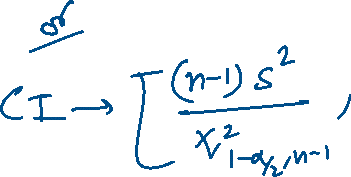 or
CI → [ (n-1) s² / χ²₁₋α/₂, n-1 ,